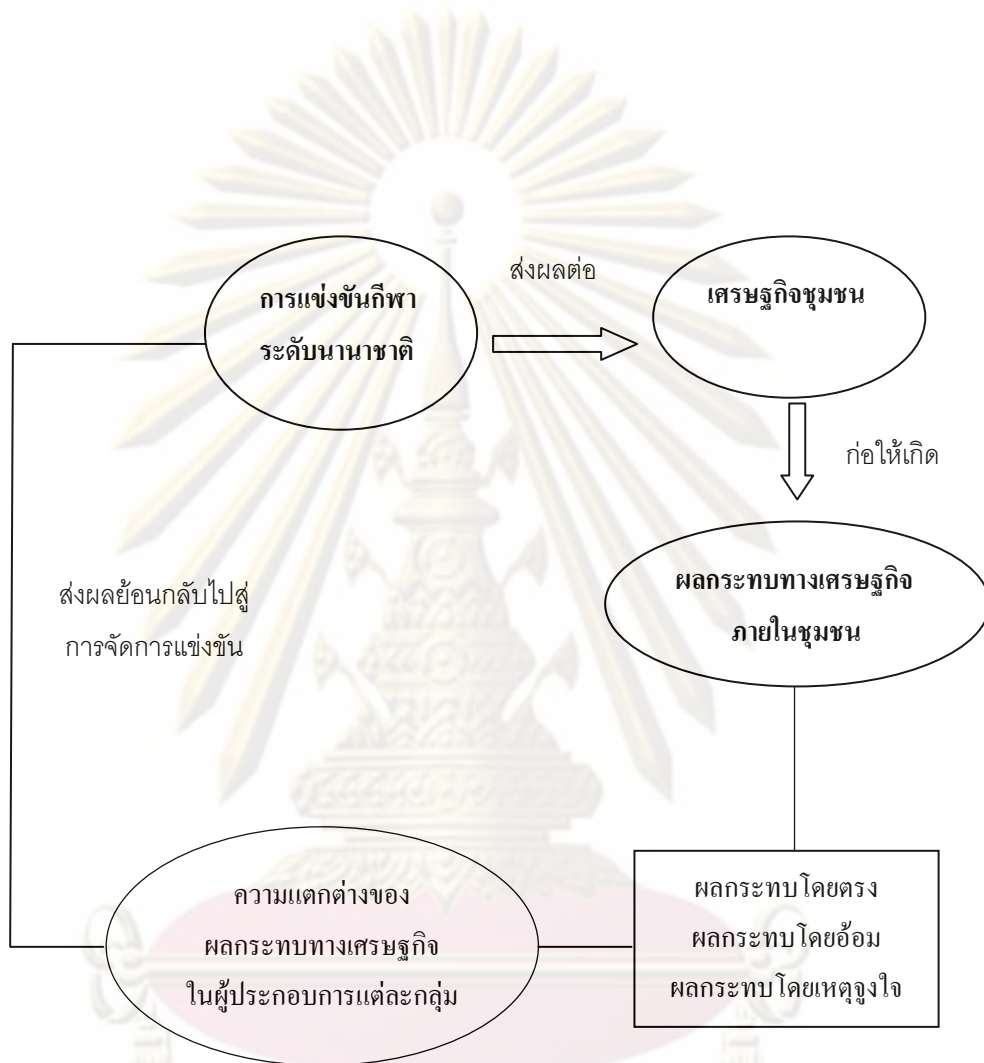 การแข่งขันกีฬา
ระดับนานาชาติ
ส่งผลต่อ
เศรษฐกิจชุมชน
ก่อให้เกิด
ผลกระทบทางเศรษฐกิจ
ภายในชุมชน
ส่งผลย้อนกลับไปสู่
การจัดการแข่งขัน
ผลกระทบโดยตรง
ผลกระทบโดยอ้อม
ผลกระทบโดยเหตุจูงใจ
ความแตกต่างของ
ผลกระทบทางเศรษฐกิจ
ในผู้ประกอบการแต่ละกลุ่ม